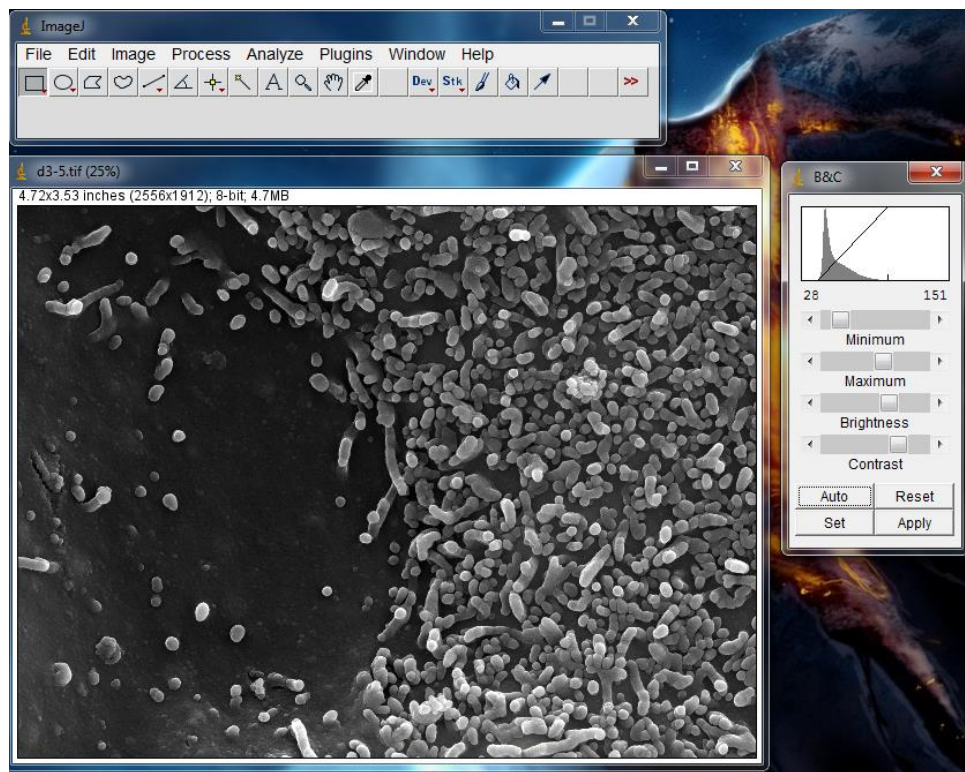 ImageJ
File Edit Image Process Analyze Plugins Window Help
A Dev Stk >>
d3-5.tif (25%)
4.72x3.53 inches (2556x1912); 8-bit; 4.7MB
B&C
28 151
Minimum
Maximum
Brightness
Contrast
Auto Reset
Set Apply